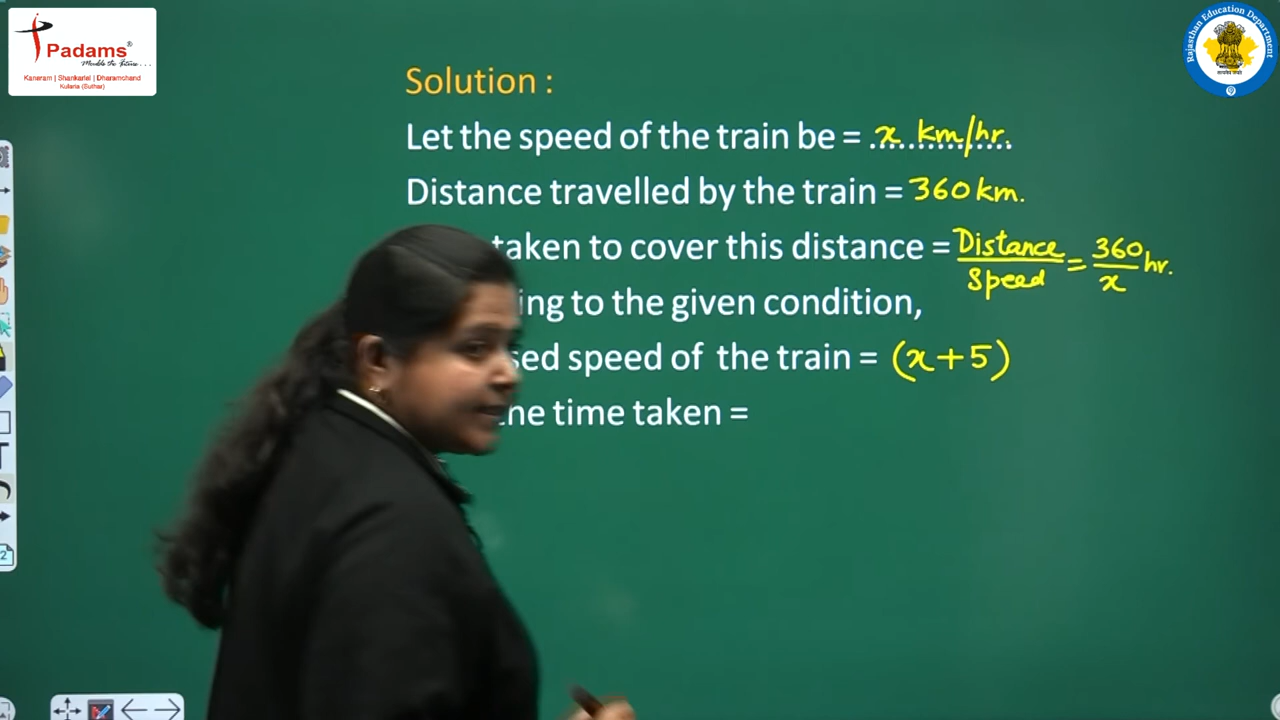 Padams®
Kanaram | Shankarlal | Dharamchand
Kularia (Suthar)
Rajasthan Education Department
Solution :
Let the speed of the train be = x km/hr.
Distance travelled by the train = 360 km.
taken to cover this distance = Distance/Speed = 360/x hr.
ing to the given condition,
sed speed of the train = (x+5)
he time taken =